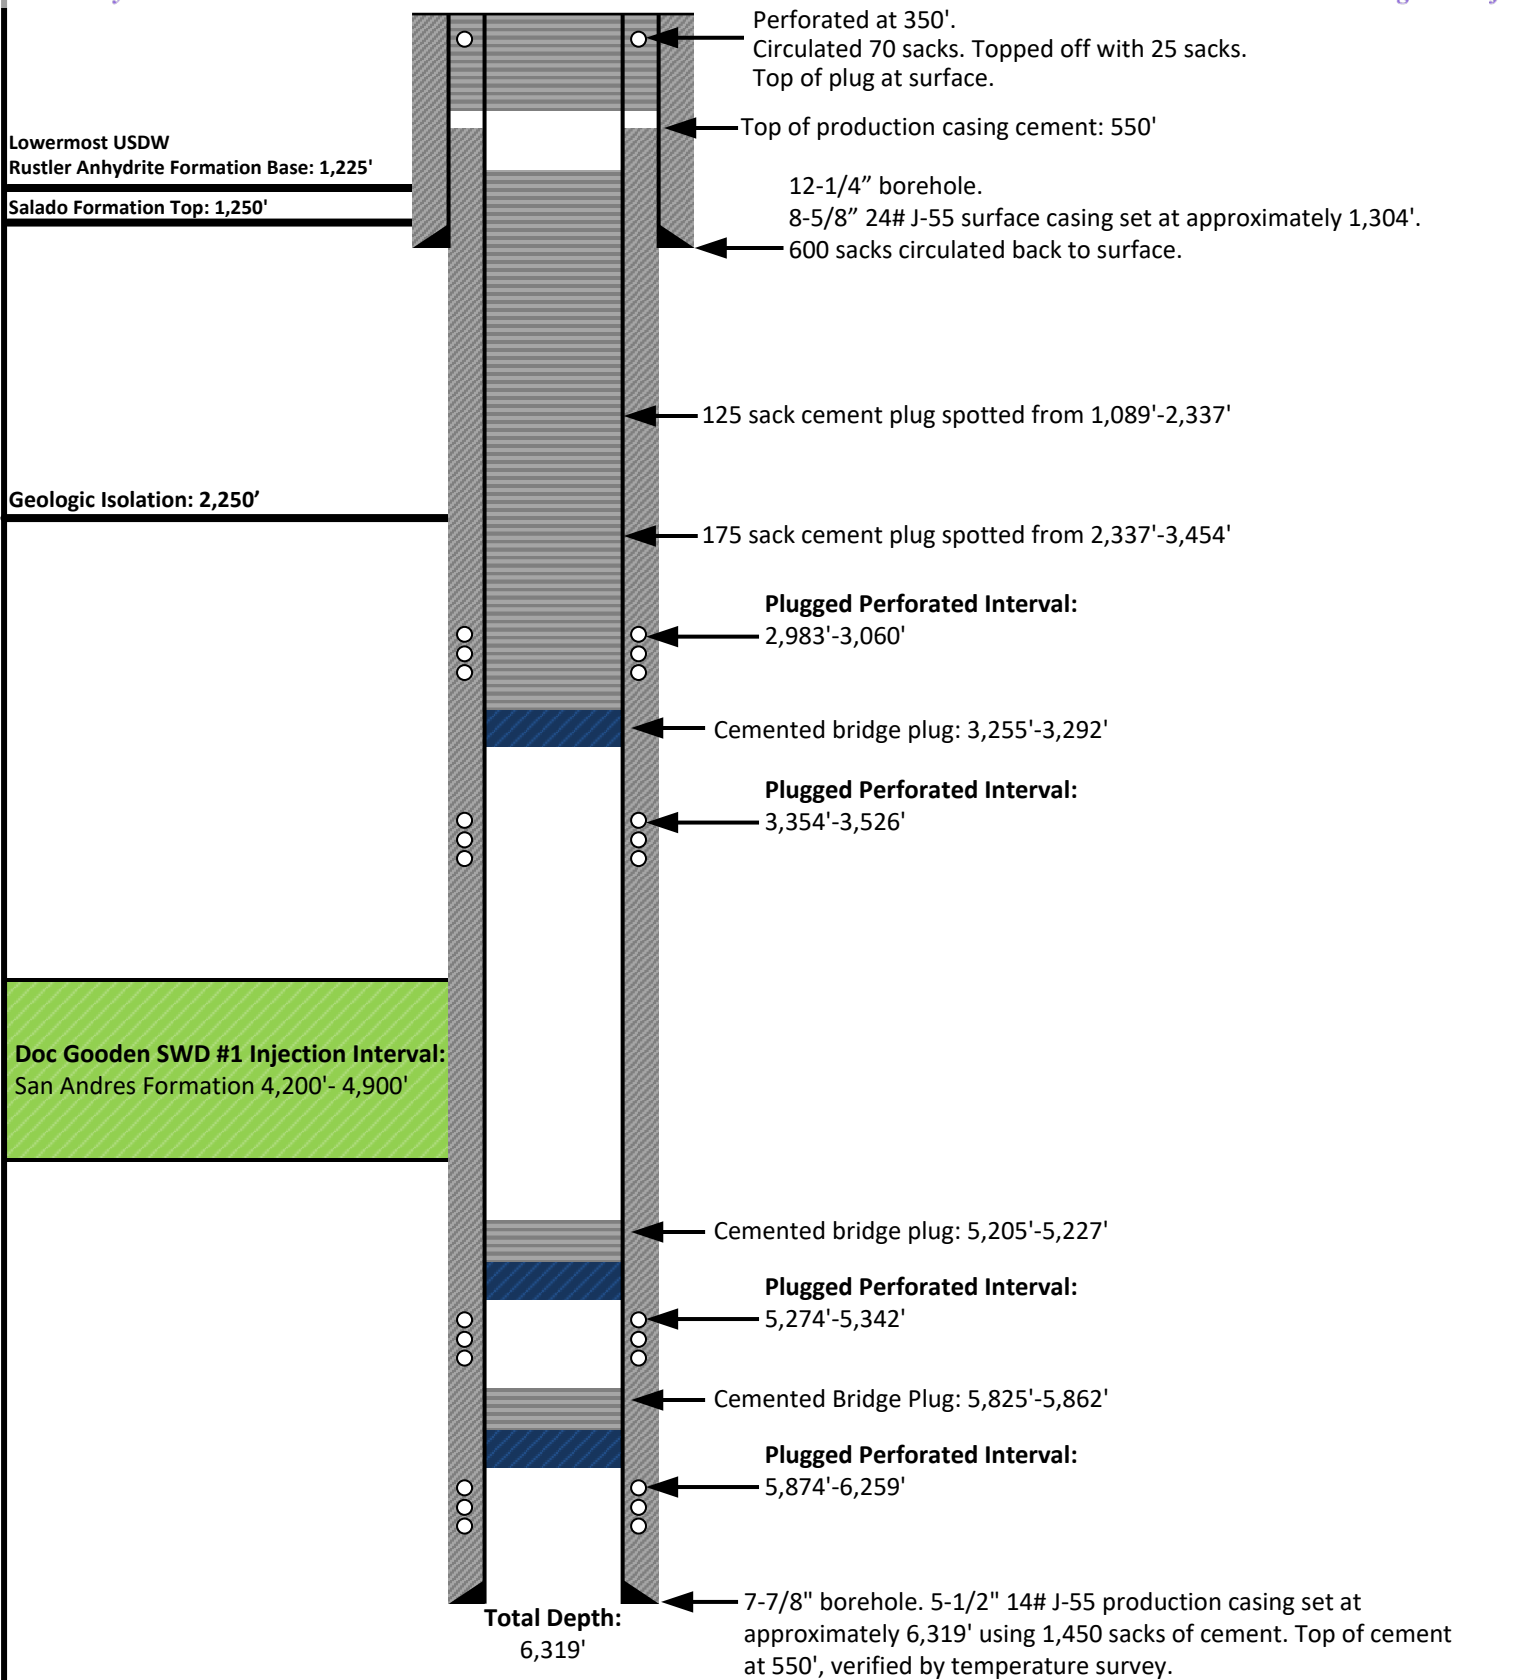 Perforated at 350'.
Circulated 70 sacks. Topped off with 25 sacks.
Top of plug at surface.
Top of production casing cement: 550'
Lowermost USDW
Rustler Anhydrite Formation Base: 1,225'
12-1/4” borehole.
Salado Formation Top: 1,250'
8-5/8” 24# J-55 surface casing set at approximately 1,304’.
600 sacks circulated back to surface.
125 sack cement plug spotted from 1,089'-2,337'
Geologic Isolation: 2,250’
175 sack cement plug spotted from 2,337'-3,454'
Plugged Perforated Interval:
2,983'-3,060'
Cemented bridge plug: 3,255'-3,292'
Plugged Perforated Interval:
3,354'-3,526'
Doc Gooden SWD #1 Injection Interval:
San Andres Formation 4,200'- 4,900'
Cemented bridge plug: 5,205'-5,227'
Plugged Perforated Interval:
5,274'-5,342'
Cemented Bridge Plug: 5,825'-5,862'
Plugged Perforated Interval:
5,874'-6,259'
Total Depth:
6,319'
7-7/8" borehole. 5-1/2" 14# J-55 production casing set at
approximately 6,319' using 1,450 sacks of cement. Top of cement
at 550', verified by temperature survey.